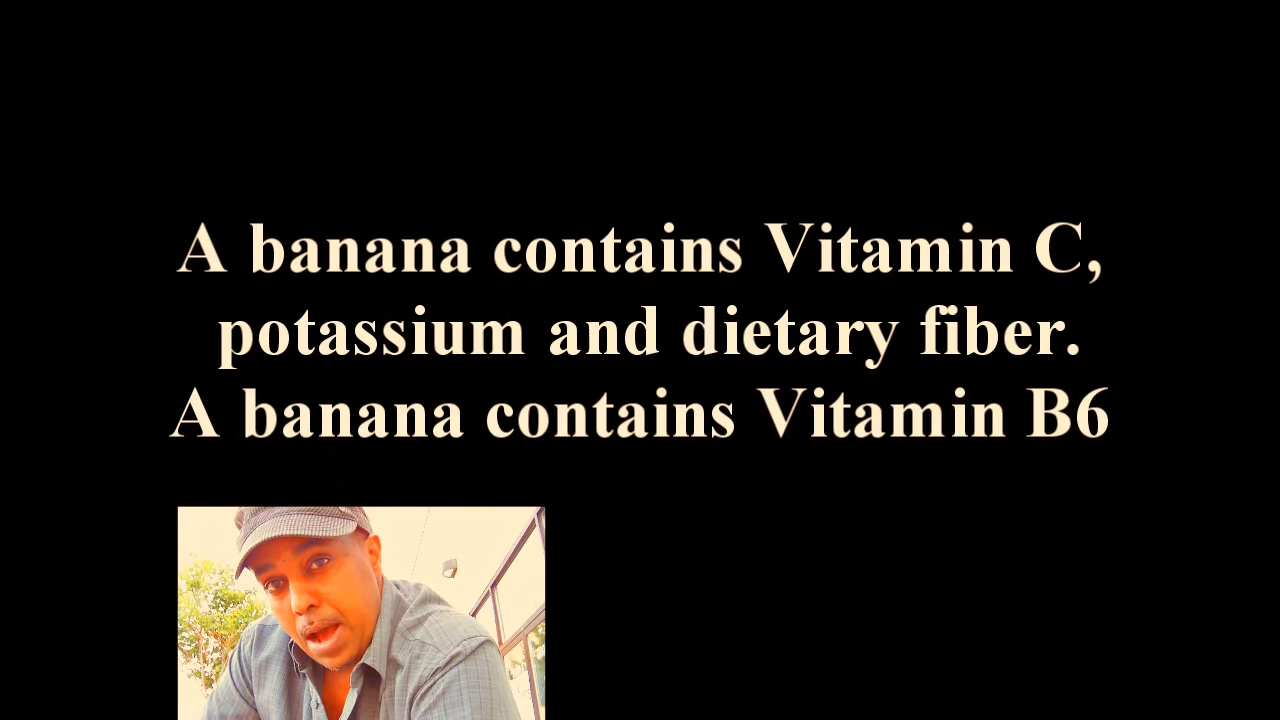 A banana contains Vitamin C,
potassium and dietary fiber.
A banana contains Vitamin B6